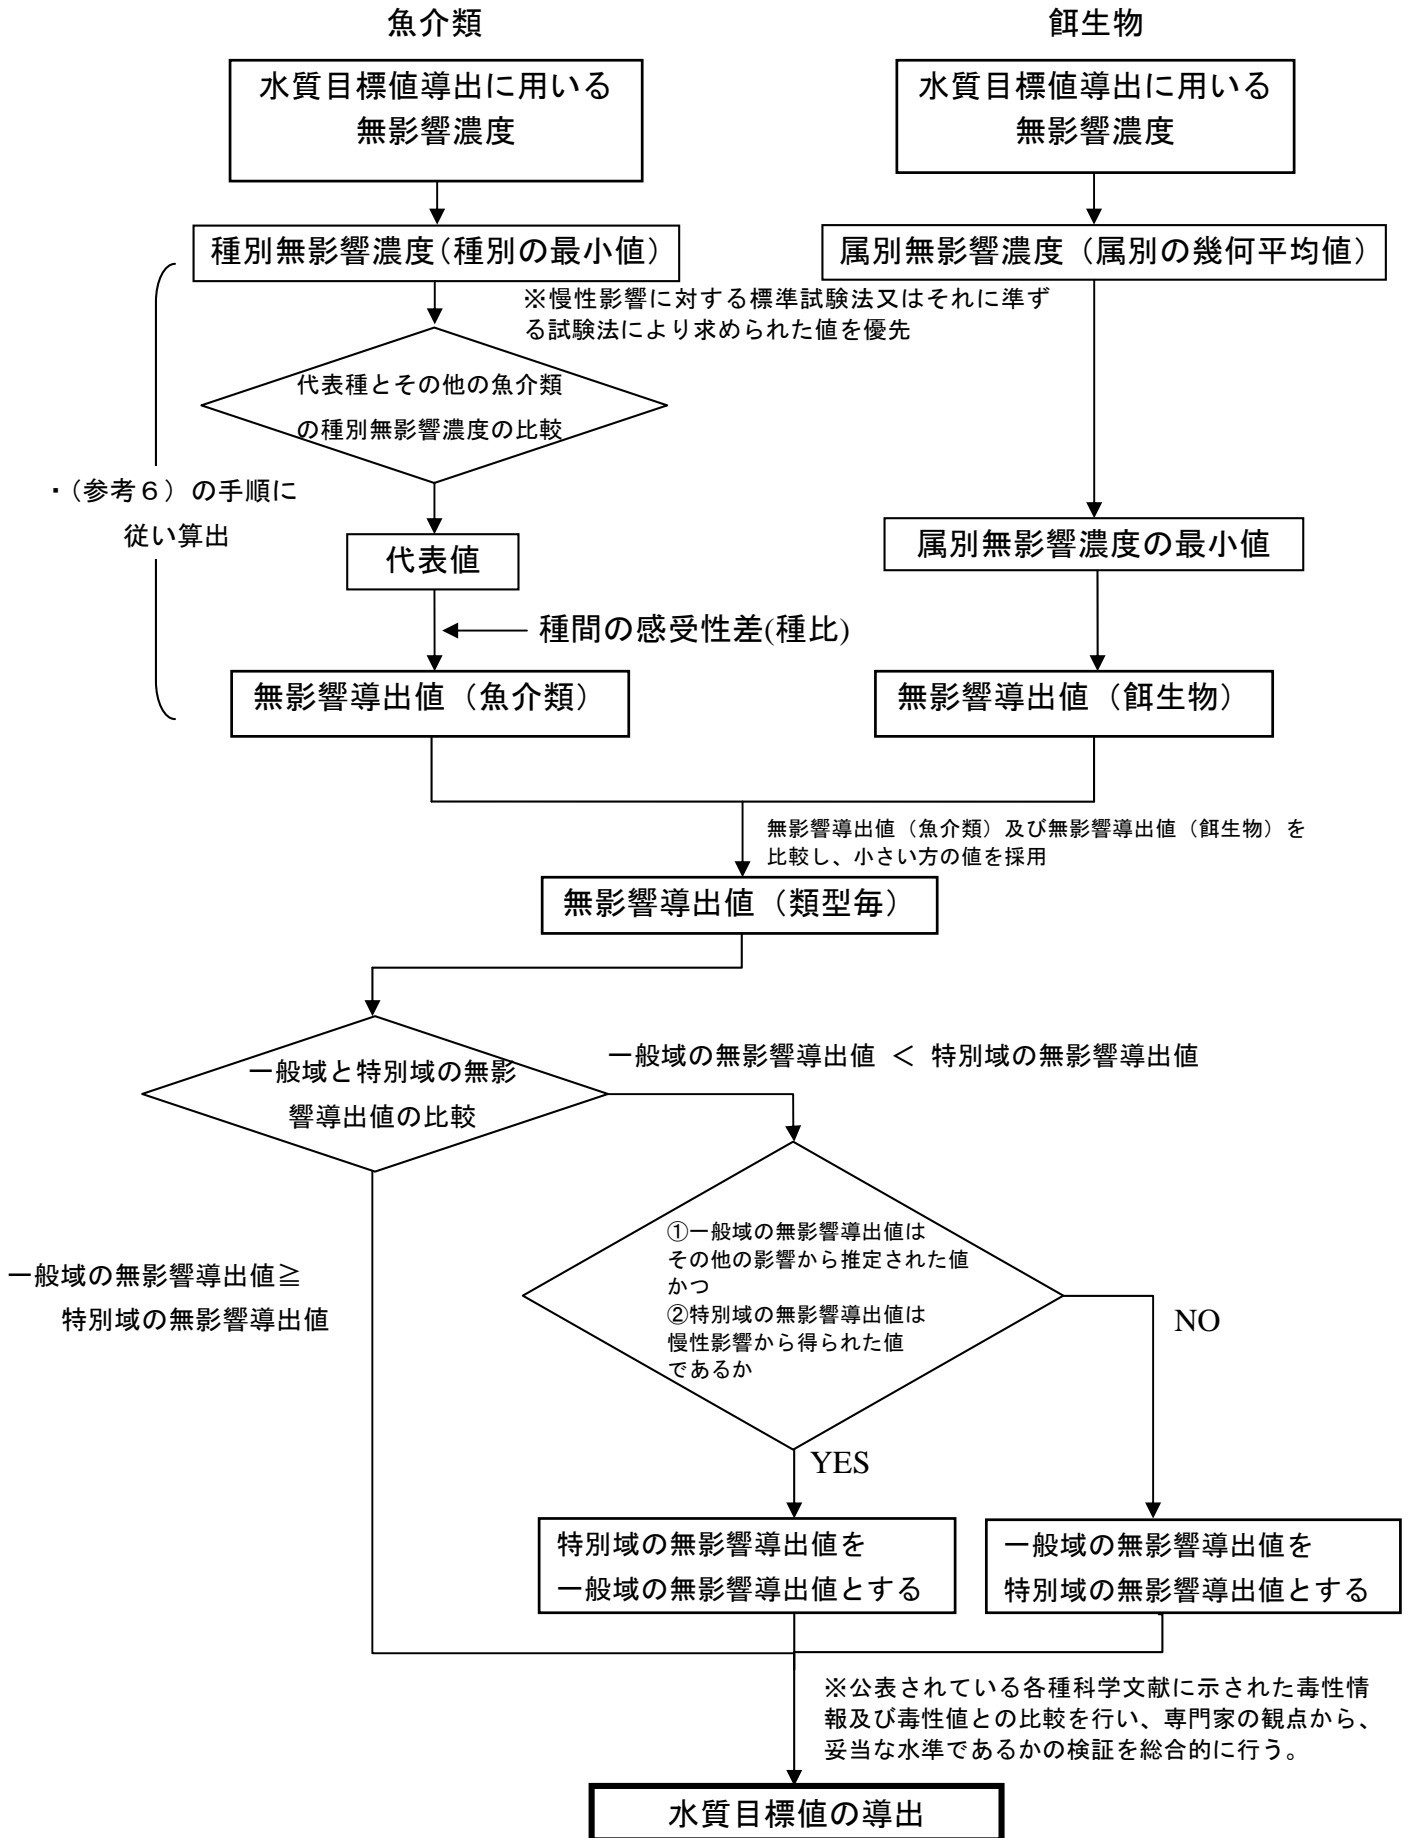 魚介類
餌生物
水質目標値導出に用いる
無影響濃度
水質目標値導出に用いる
無影響濃度
種別無影響濃度(種別の最小値)
属別無影響濃度（属別の幾何平均値）
※慢性影響に対する標準試験法又はそれに準ず
る試験法により求められた値を優先
代表種とその他の魚介類
の種別無影響濃度の比較
・（参考６）の手順に
従い算出
代表値
属別無影響濃度の最小値
種間の感受性差(種比)
無影響導出値（魚介類）
無影響導出値（餌生物）
無影響導出値（魚介類）及び無影響導出値（餌生物）を
比較し、小さい方の値を採用
無影響導出値（類型毎）
一般域と特別域の無影
響導出値の比較
一般域の無影響導出値 ＜ 特別域の無影響導出値
一般域の無影響導出値≧
特別域の無影響導出値
①一般域の無影響導出値は
その他の影響から推定された値
かつ
②特別域の無影響導出値は
慢性影響から得られた値
であるか
NO
YES
特別域の無影響導出値を
一般域の無影響導出値とする
一般域の無影響導出値を
特別域の無影響導出値とする
※公表されている各種科学文献に示された毒性情
報及び毒性値との比較を行い、専門家の観点から、
妥当な水準であるかの検証を総合的に行う。
水質目標値の導出